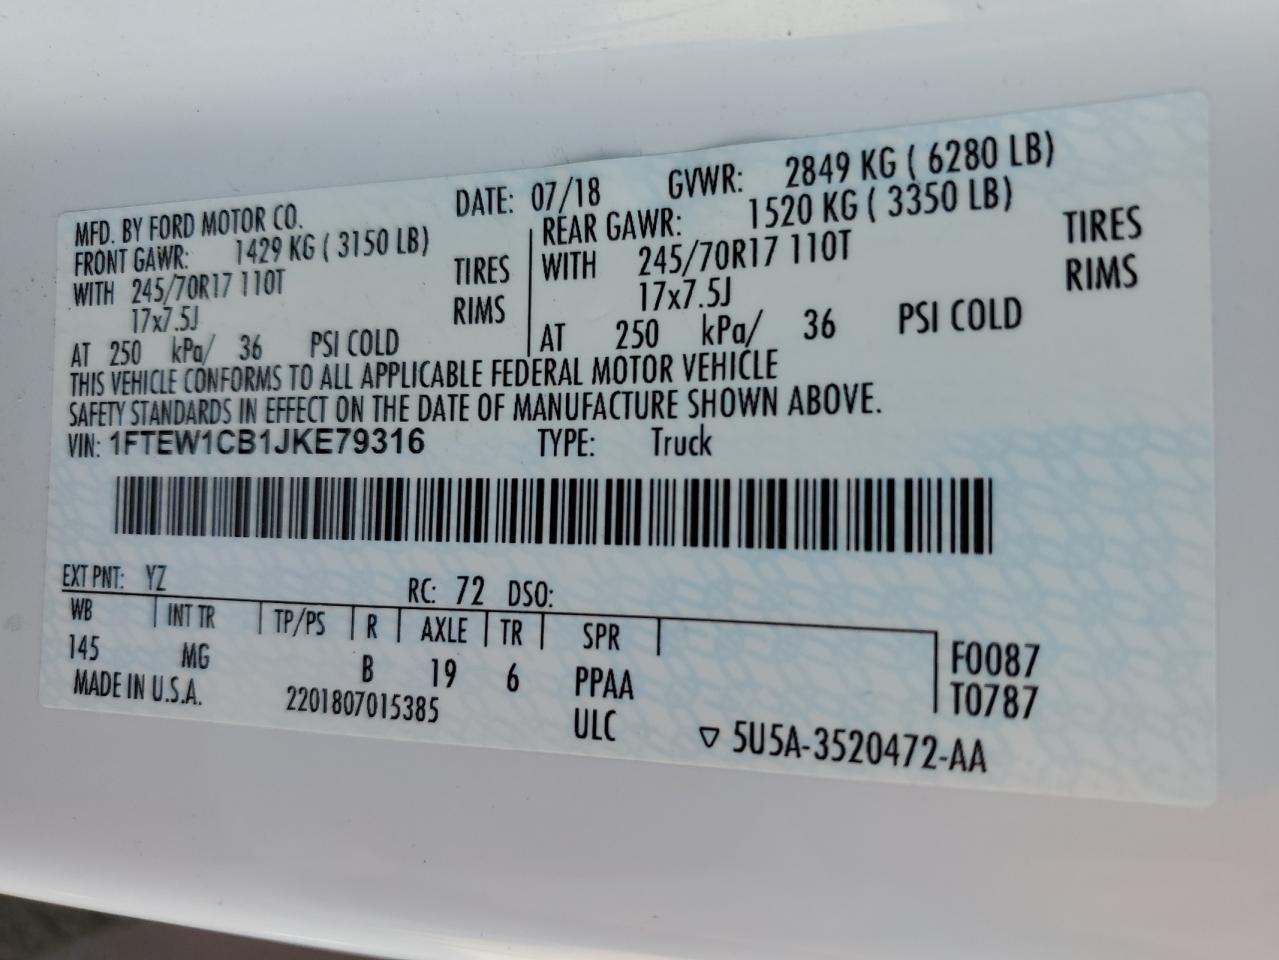 MFD. BY FORD MOTOR CO. DATE: 07/18 GVWR: 2849 KG ( 6280 LB)
FRONT GAWR: 1429 KG ( 3150 LB) REAR GAWR: 1520 KG ( 3350 LB)
WITH 245/70R17 110T TIRES WITH 245/70R17 110T TIRES
17x7.5J RIMS 17x7.5J RIMS
AT 250 kPa/ 36 PSI COLD AT 250 kPa/ 36 PSI COLD
THIS VEHICLE CONFORMS TO ALL APPLICABLE FEDERAL MOTOR VEHICLE
SAFETY STANDARDS IN EFFECT ON THE DATE OF MANUFACTURE SHOWN ABOVE.
VIN: 1FTEW1CB1JKE79316 TYPE: Truck
EXT PNT: YZ RC: 72 DSO:
WB INT TR TP/PS R AXLE TR SPR F0087
145 MG B 19 6 PPAA T0787
MADE IN U.S.A. 2201807015385 ULC ▽ 5U5A-3520472-AA